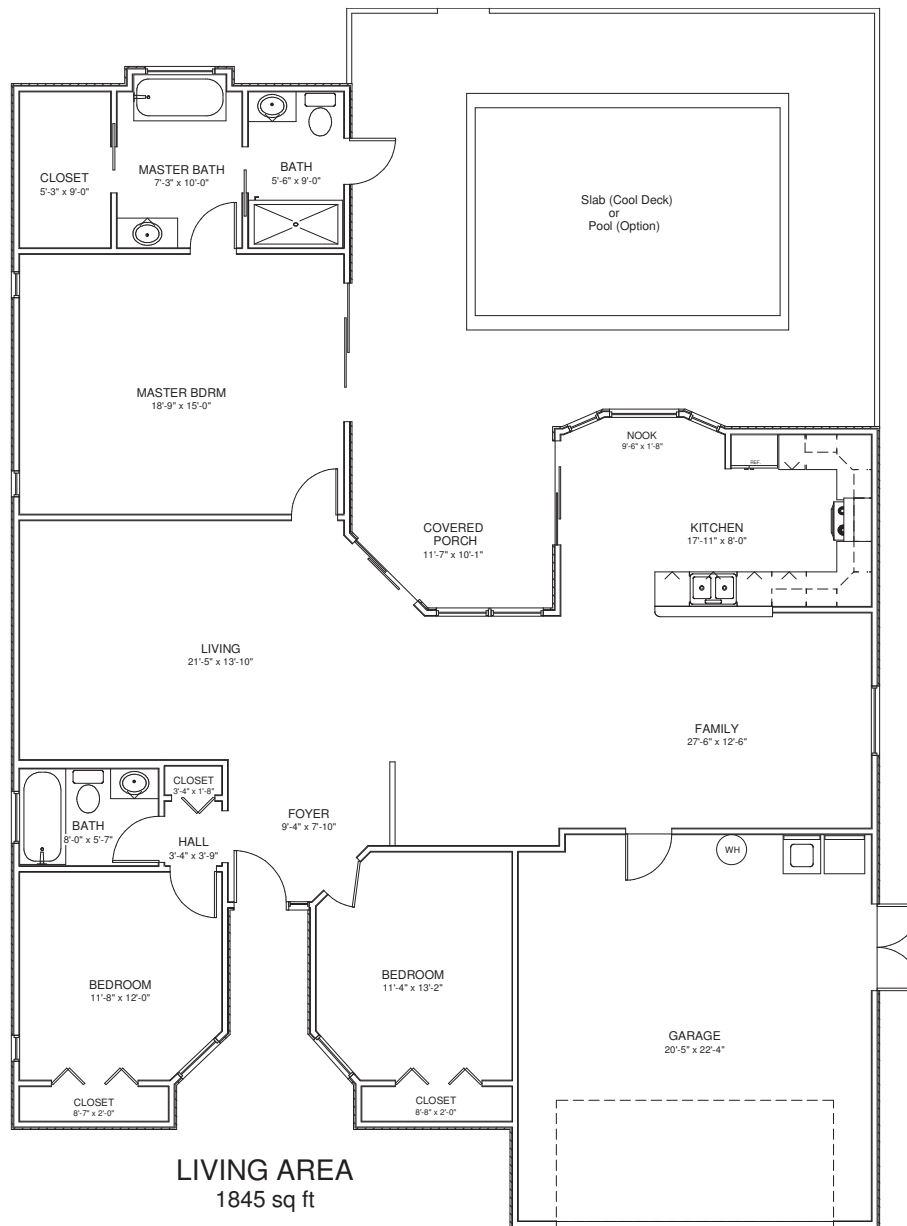 CLOSET
5'-3" x 9'-0"
MASTER BATH
7'-3" x 10'-0"
BATH
5'-6" x 9'-0"
Slab (Cool Deck)
or
Pool (Option)
MASTER BDRM
18'-9" x 15'-0"
NOOK
9'-6" x 1'-8"
REF.
COVERED
PORCH
11'-7" x 10'-1"
KITCHEN
17'-11" x 8'-0"
LIVING
21'-5" x 13'-10"
FAMILY
27'-6" x 12'-6"
CLOSET
3'-4" x 1'-8"
BATH
8'-0" x 5'-7"
HALL
3'-4" x 3'-9"
FOYER
9'-4" x 7'-10"
WH
BEDROOM
11'-8" x 12'-0"
BEDROOM
11'-4" x 13'-2"
GARAGE
20'-5" x 22'-4"
CLOSET
8'-7" x 2'-0"
CLOSET
8'-8" x 2'-0"
LIVING AREA
1845 sq ft